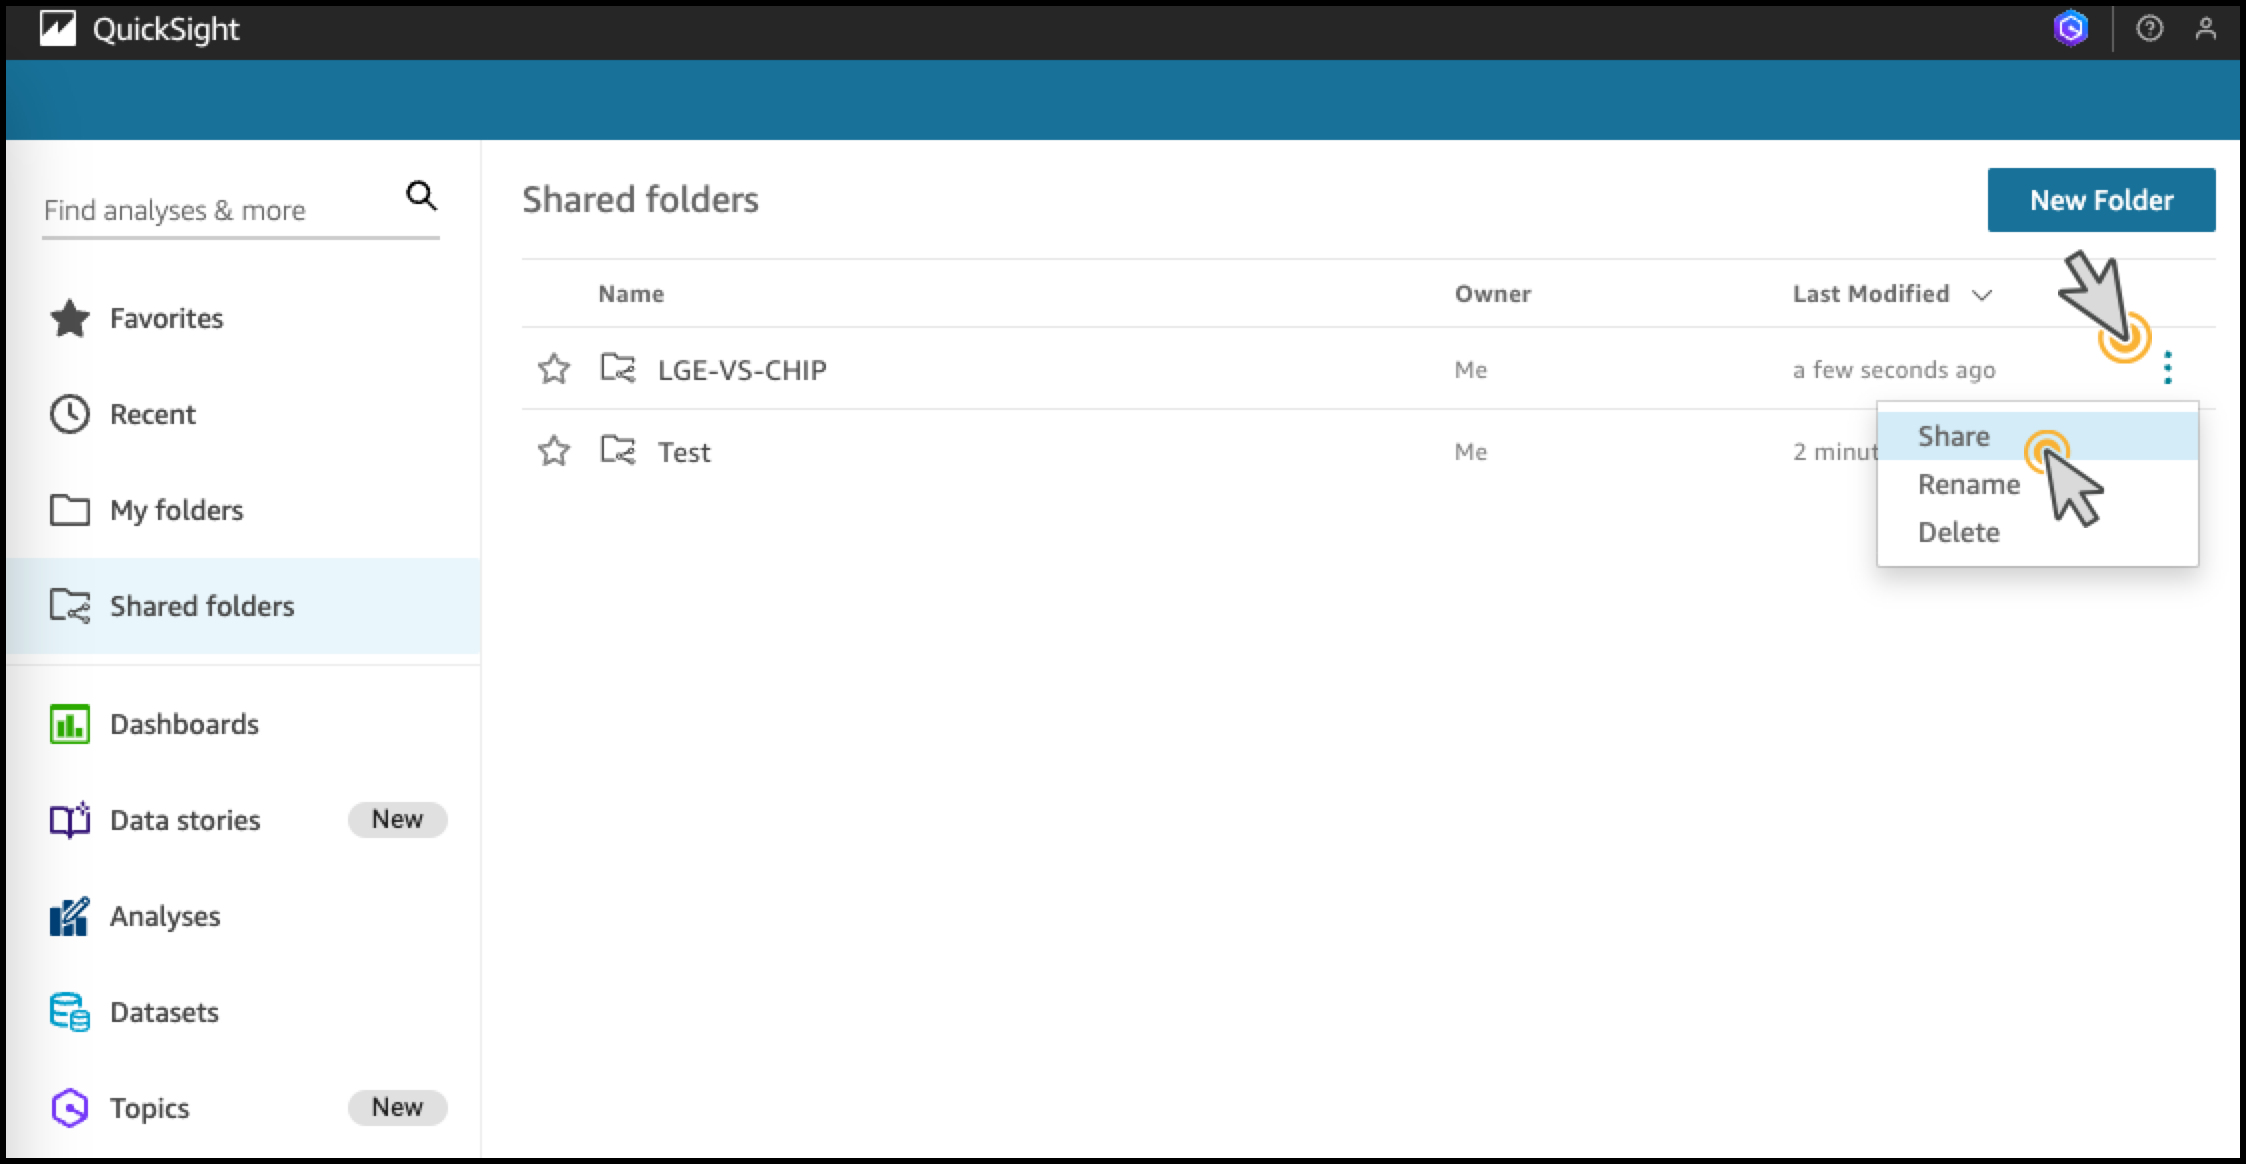 QuickSight
Find analyses & more
Favorites
Recent
My folders
Shared folders
Dashboards
Data stories New
Analyses
Datasets
Topics New
Shared folders
New Folder
Name Owner Last Modified
LGE-VS-CHIP Me a few seconds ago
Test Me 2 minut
Share
Rename
Delete